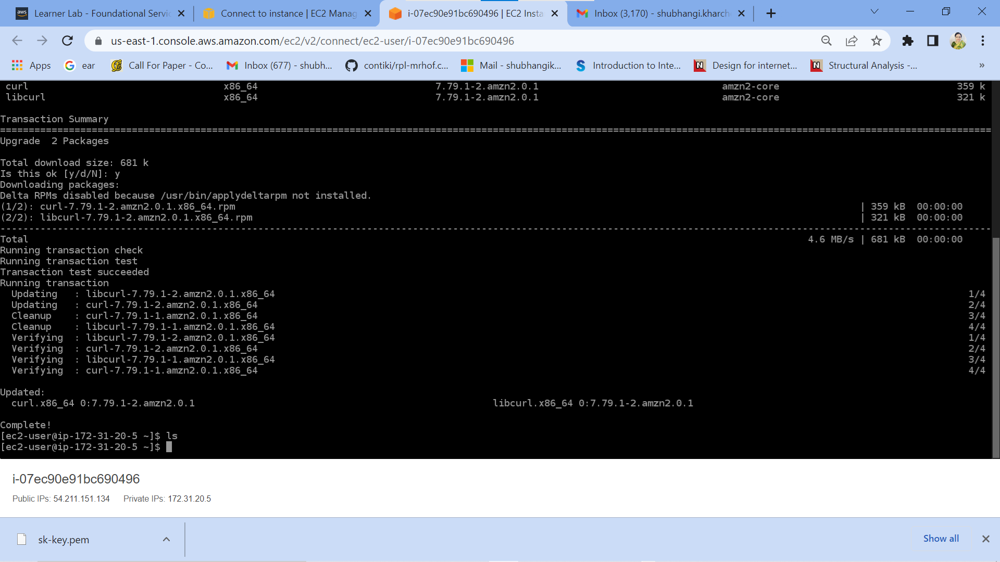 aws Learner Lab - Foundational Servic
Connect to instance | EC2 Manag
i-07ec90e91bc690496 | EC2 Insta
Inbox (3,170) - shubhangi.kharch
us-east-1.console.aws.amazon.com/ec2/v2/connect/ec2-user/i-07ec90e91bc690496
Apps
ear
Call For Paper - Co...
Inbox (677) - shubh...
contiki/rpl-mrhof.c...
Mail - shubhangik...
Introduction to Inte...
Design for internet...
Structural Analysis -...
»
curl x86_64 7.79.1-2.amzn2.0.1 amzn2-core 359 k
libcurl x86_64 7.79.1-2.amzn2.0.1 amzn2-core 321 k
Transaction Summary
Upgrade  2 Packages
Total download size: 681 k
Is this ok [y/d/N]: y
Downloading packages:
Delta RPMs disabled because /usr/bin/applydeltarpm not installed.
(1/2): curl-7.79.1-2.amzn2.0.1.x86_64.rpm | 359 kB  00:00:00
(2/2): libcurl-7.79.1-2.amzn2.0.1.x86_64.rpm | 321 kB  00:00:00
Total 4.6 MB/s | 681 kB  00:00:00
Running transaction check
Running transaction test
Transaction test succeeded
Running transaction
Updating   : libcurl-7.79.1-2.amzn2.0.1.x86_64 1/4
Updating   : curl-7.79.1-2.amzn2.0.1.x86_64 2/4
Cleanup    : curl-7.79.1-1.amzn2.0.1.x86_64 3/4
Cleanup    : libcurl-7.79.1-1.amzn2.0.1.x86_64 4/4
Verifying  : libcurl-7.79.1-2.amzn2.0.1.x86_64 1/4
Verifying  : curl-7.79.1-2.amzn2.0.1.x86_64 2/4
Verifying  : libcurl-7.79.1-1.amzn2.0.1.x86_64 3/4
Verifying  : curl-7.79.1-1.amzn2.0.1.x86_64 4/4
Updated:
curl.x86_64 0:7.79.1-2.amzn2.0.1 libcurl.x86_64 0:7.79.1-2.amzn2.0.1
Complete!
[ec2-user@ip-172-31-20-5 ~]$ ls
[ec2-user@ip-172-31-20-5 ~]$
i-07ec90e91bc690496
Public IPs: 54.211.151.134 Private IPs: 172.31.20.5
sk-key.pem
Show all